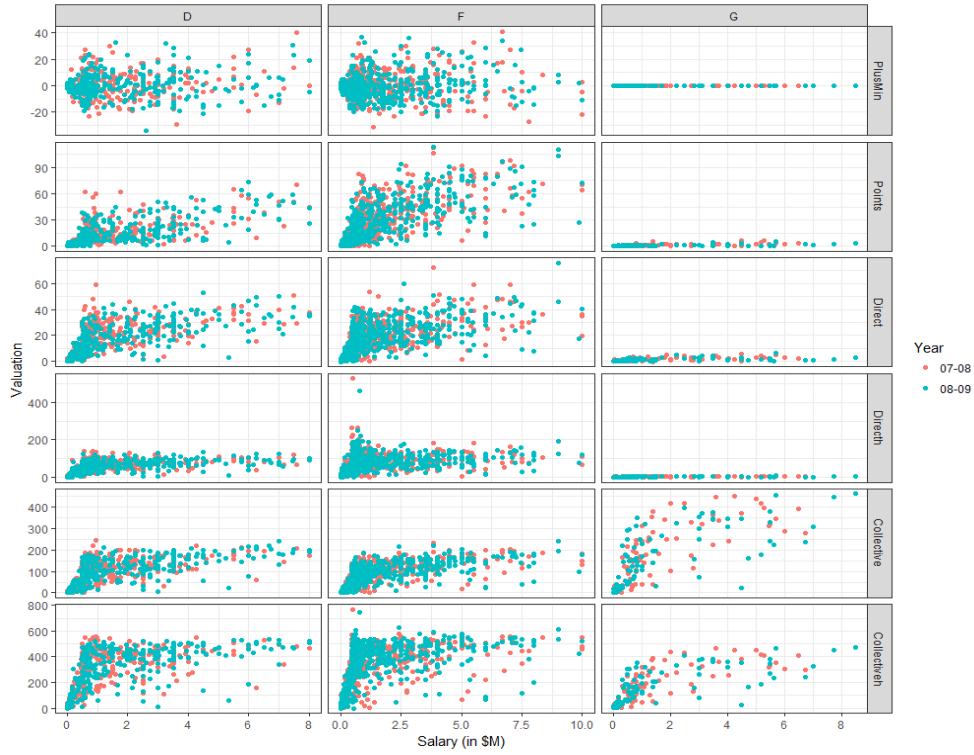 D F G
40
20
0
-20
PlusMin
90
60
30
0
Points
60
40
20
0
Direct
400
200
0
Directh
400
300
200
100
0
Collective
800
600
400
200
0
Collectiveh
0 2 4 6 8 0.0 2.5 5.0 7.5 10.0 0 2 4 6 8
Salary (in $M)
Valuation
Year
07-08
08-09